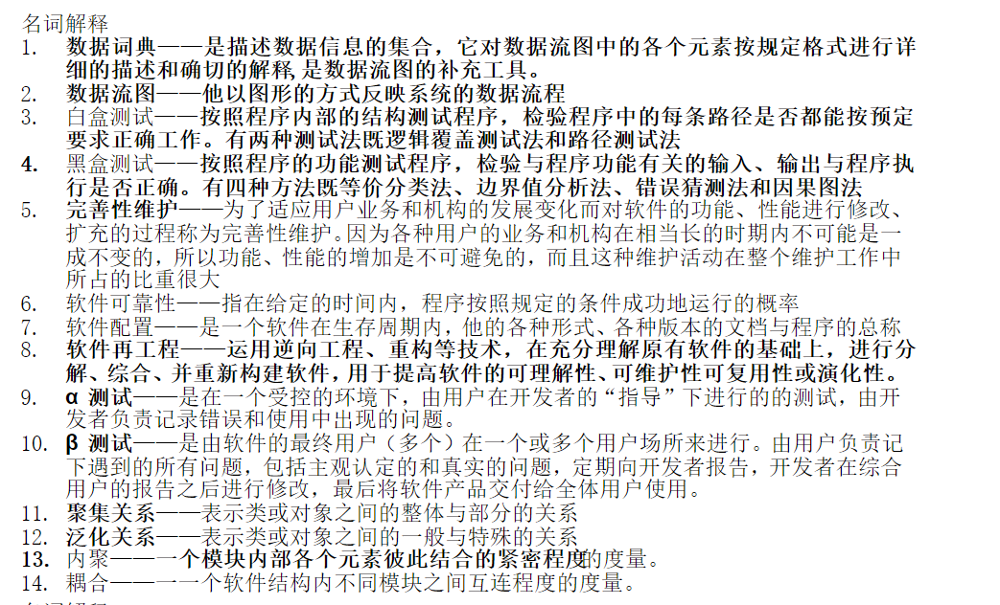 名词解释
1. 数据词典——是描述数据信息的集合，它对数据流图中的各个元素按规定格式进行详
细的描述和确切的解释,是数据流图的补充工具。
2. 数据流图——他以图形的方式反映系统的数据流程
3. 白盒测试——按照程序内部的结构测试程序，检验程序中的每条路径是否都能按预定
要求正确工作。有两种测试法既逻辑覆盖测试法和路径测试法
4. 黑盒测试——按照程序的功能测试程序，检验与程序功能有关的输入、输出与程序执
行是否正确。有四种方法既等价分类法、边界值分析法、错误猜测法和因果图法
5. 完善性维护——为了适应用户业务和机构的发展变化而对软件的功能、性能进行修改、
扩充的过程称为完善性维护。因为各种用户的业务和机构在相当长的时期内不可能是一
成不变的，所以功能、性能的增加是不可避免的，而且这种维护活动在整个维护工作中
所占的比重很大
6. 软件可靠性——指在给定的时间内，程序按照规定的条件成功地运行的概率
7. 软件配置——是一个软件在生存周期内，他的各种形式、各种版本的文档与程序的总称
8. 软件再工程——运用逆向工程、重构等技术，在充分理解原有软件的基础上，进行分
解、综合、并重新构建软件，用于提高软件的可理解性、可维护性可复用性或演化性。
9. α 测试——是在一个受控的环境下，由用户在开发者的“指导”下进行的的测试，由开
发者负责记录错误和使用中出现的问题。
10. β 测试——是由软件的最终用户（多个）在一个或多个用户场所来进行。由用户负责记
下遇到的所有问题，包括主观认定的和真实的问题，定期向开发者报告，开发者在综合
用户的报告之后进行修改，最后将软件产品交付给全体用户使用。
11. 聚集关系——表示类或对象之间的整体与部分的关系
12. 泛化关系——表示类或对象之间的一般与特殊的关系
13. 内聚——一个模块内部各个元素彼此结合的紧密程度的度量。
14. 耦合——一一个软件结构内不同模块之间互连程度的度量。